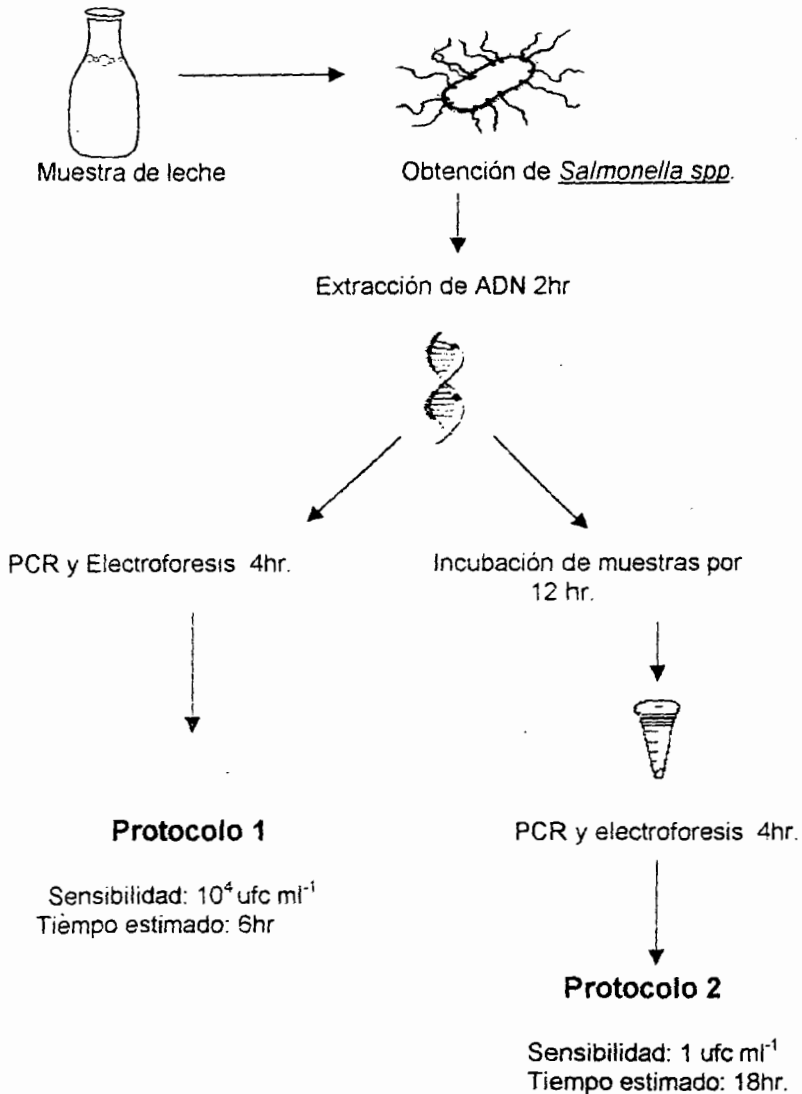 Muestra de leche
Obtención de Salmonella spp.
Extracción de ADN 2hr
PCR y Electroforesis 4hr.
Incubación de muestras por
12 hr.
Protocolo 1
Sensibilidad: 10⁴ ufc ml⁻¹
Tiempo estimado: 6hr
PCR y electroforesis 4hr.
Protocolo 2
Sensibilidad: 1 ufc ml⁻¹
Tiempo estimado: 18hr.